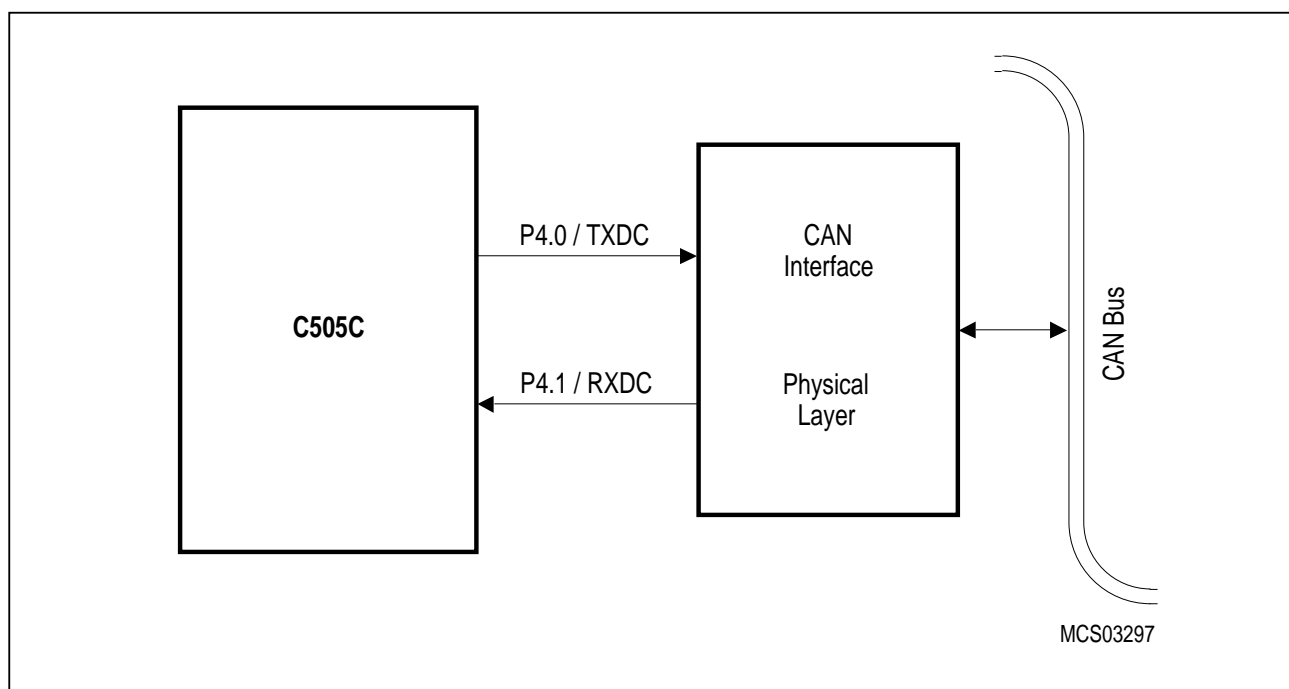 P4.0 / TXDC
CAN
Interface
C505C
P4.1 / RXDC
Physical
Layer
CAN Bus
MCS03297